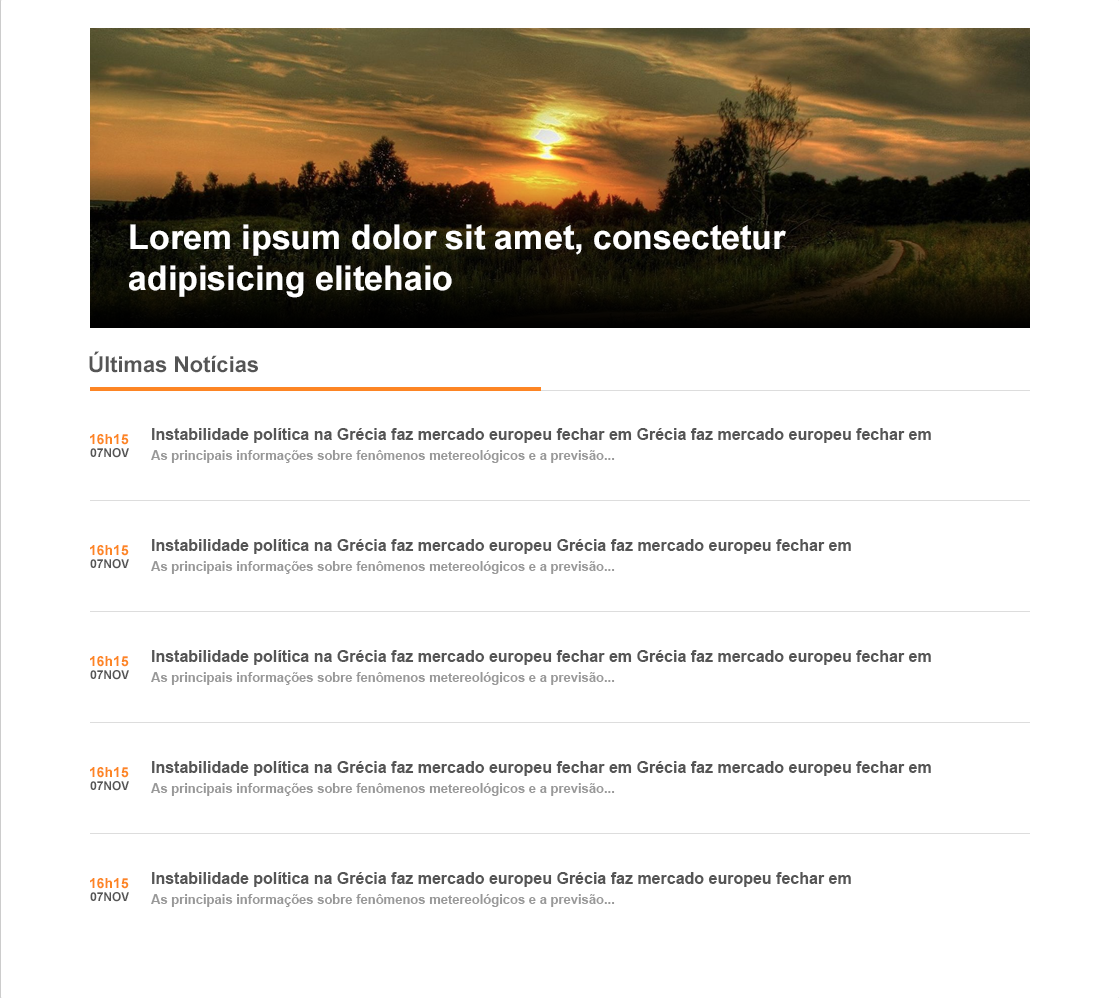 Lorem ipsum dolor sit amet, consectetur
adipisicing elitehaio
Últimas Notícias
16h15
07NOV
Instabilidade política na Grécia faz mercado europeu fechar em Grécia faz mercado europeu fechar em
As principais informações sobre fenômenos metereológicos e a previsão...
16h15
07NOV
Instabilidade política na Grécia faz mercado europeu Grécia faz mercado europeu fechar em
As principais informações sobre fenômenos metereológicos e a previsão...
16h15
07NOV
Instabilidade política na Grécia faz mercado europeu fechar em Grécia faz mercado europeu fechar em
As principais informações sobre fenômenos metereológicos e a previsão...
16h15
07NOV
Instabilidade política na Grécia faz mercado europeu fechar em Grécia faz mercado europeu fechar em
As principais informações sobre fenômenos metereológicos e a previsão...
16h15
07NOV
Instabilidade política na Grécia faz mercado europeu Grécia faz mercado europeu fechar em
As principais informações sobre fenômenos metereológicos e a previsão...